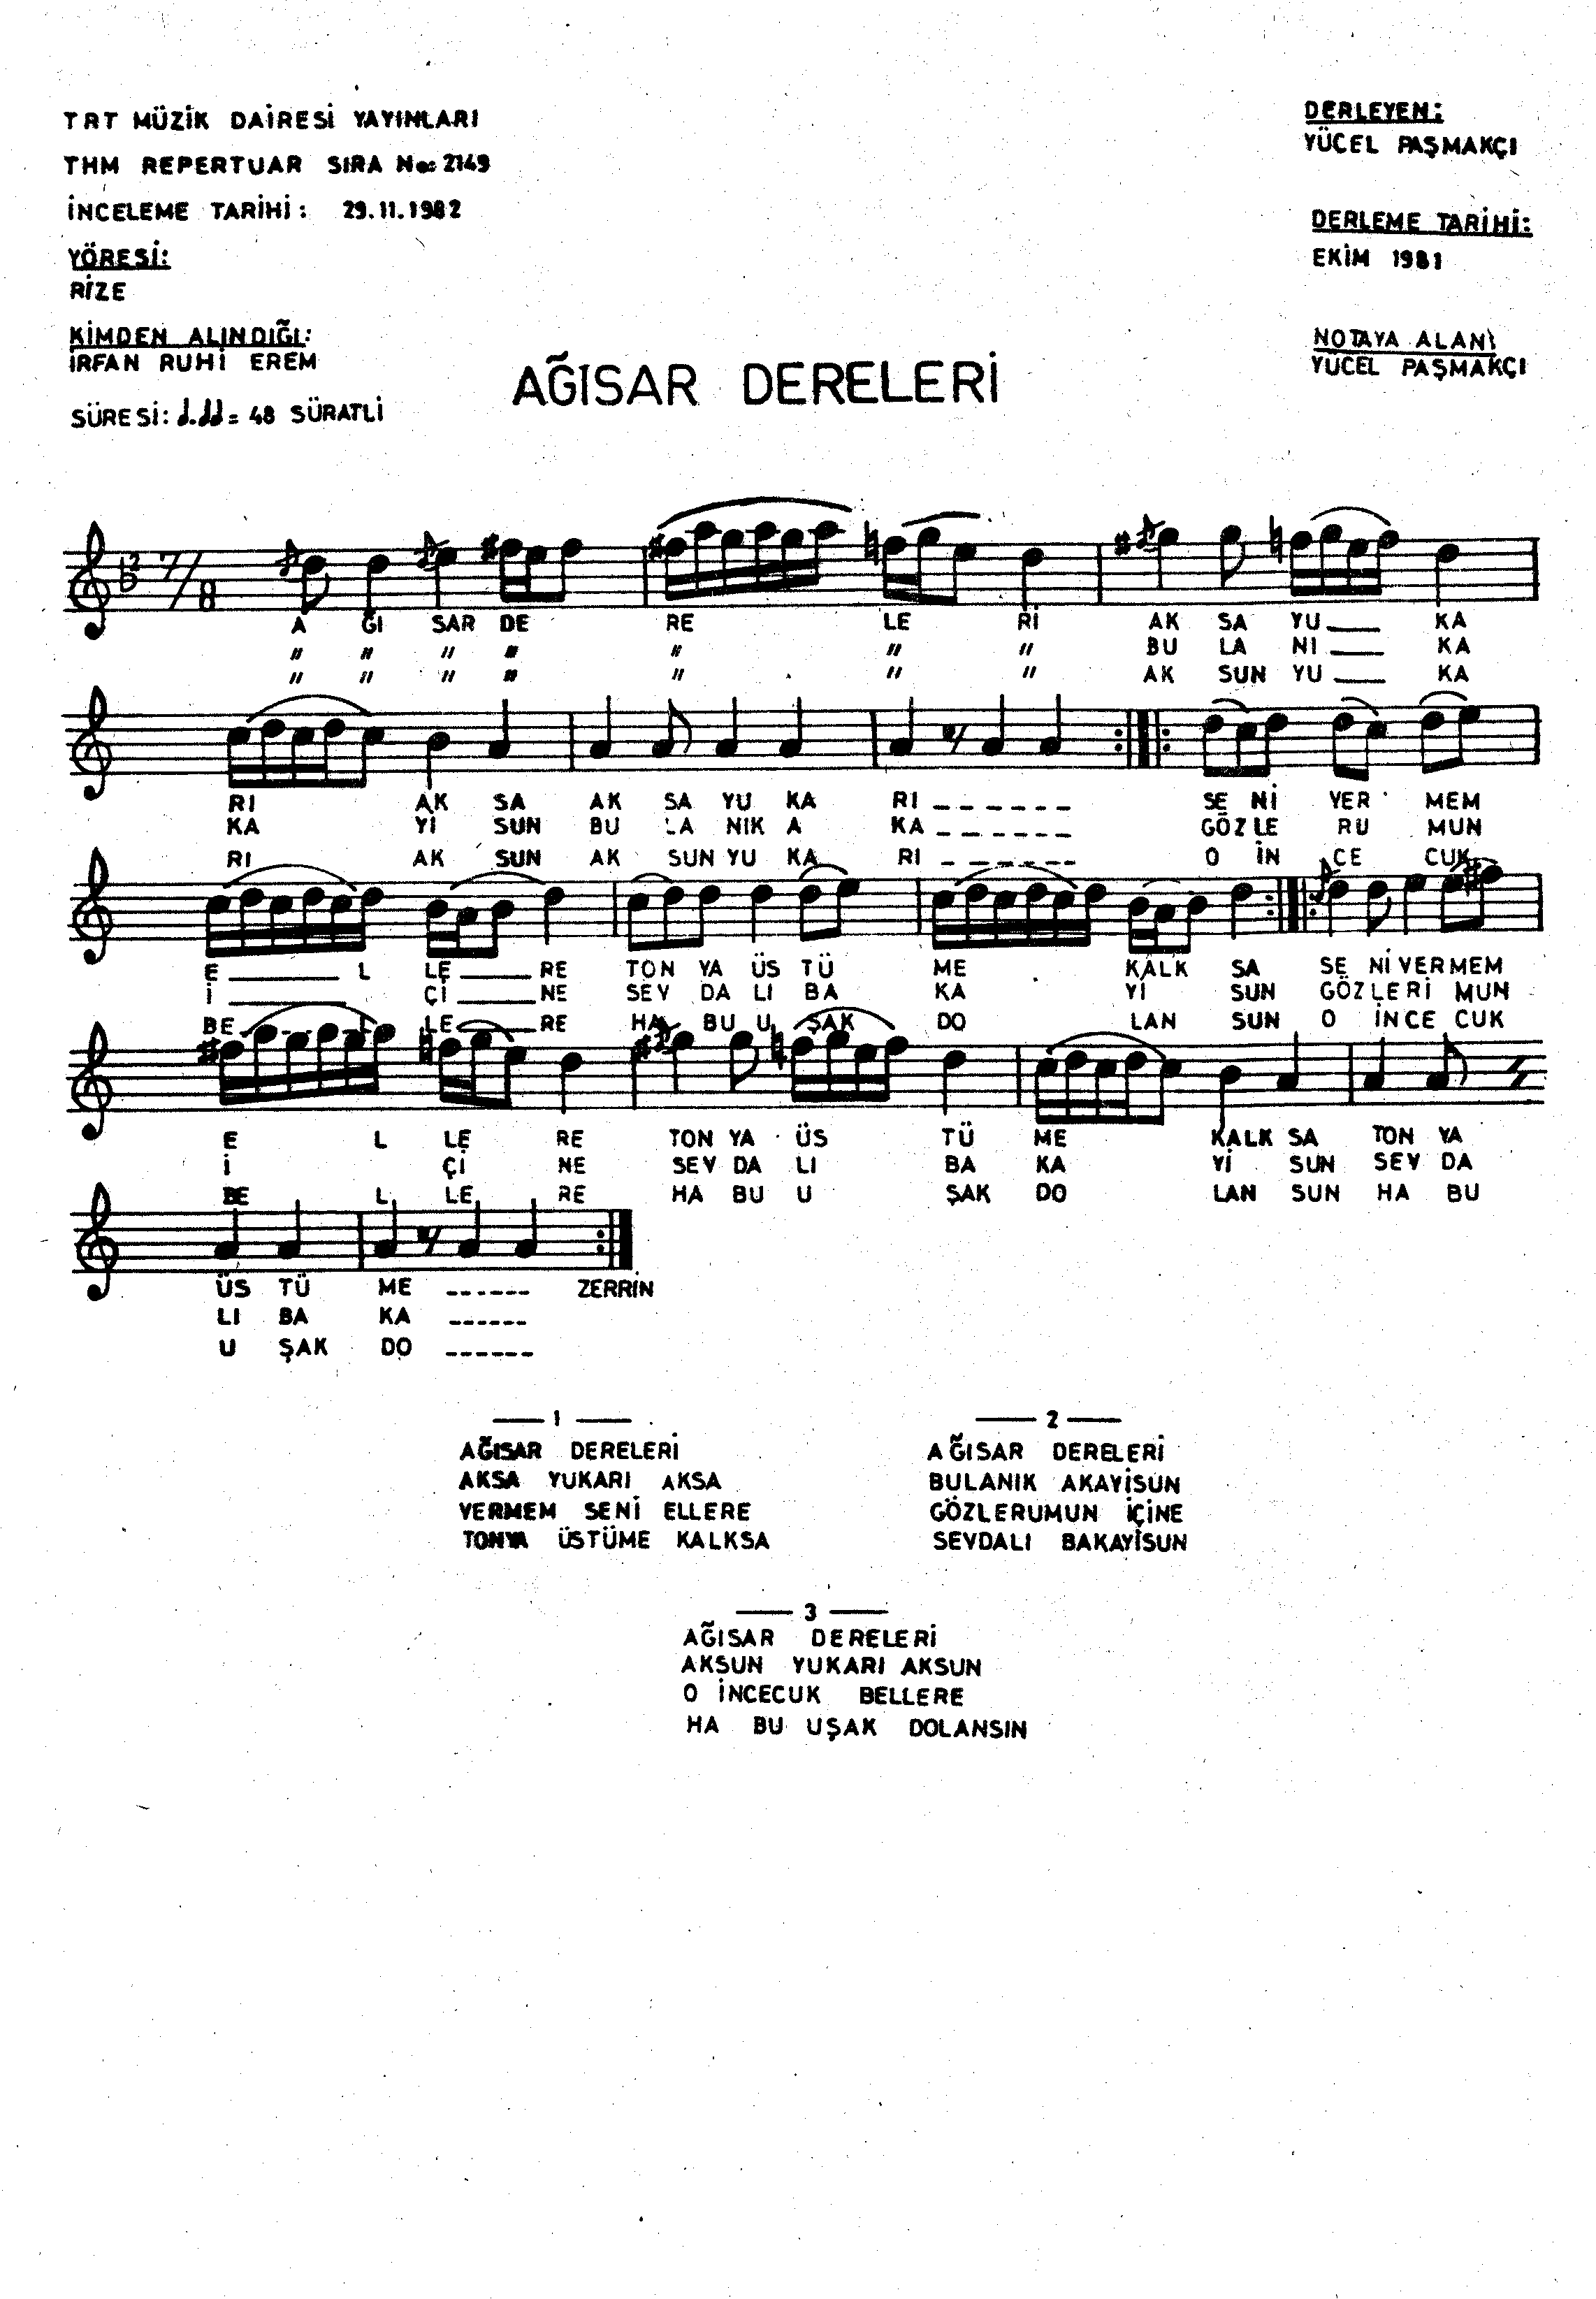 TRT MÜZİK DAİRESİ YAYINLARI
THM REPERTUAR SIRA No: 2149
İNCELEME TARİHİ: 29.11.1982
YÖRESİ:
RİZE
KİMDEN ALINDIĞI:
İRFAN RUHİ EREM
SÜRESİ: = 48 SÜRATLİ
DERLEYEN:
YÜCEL PAŞMAKÇI
DERLEME TARİHİ:
EKİM 1981
NOTAYA ALAN
YÜCEL PAŞMAKÇI
AĞISAR DERELERİ
7/8
A ĞI SAR DE RE LE Rİ AK SA YU KA
" " " " " " " BU LA NI KA
" " " " " " " AK SUN YU KA
RI AK SA AK SA YU KA RI SE Nİ VER MEM
KA Yİ SUN BU LA NIK A KA GÖZ LE RU MUN
RI AK SUN AK SUN YU KA RI O İN CE CUK
E L LE RE TON YA ÜS TÜ ME KALK SA SE Nİ VER MEM
İ Çİ NE SEV DA LI BA KA Yİ SUN GÖZ LE RI MUN
BE L LE RE HA BU U ŞAK DO LAN SUN O İN CE CUK
E L LE RE TON YA ÜS TÜ ME KALK SA TON YA
İ Çİ NE SEV DA LI BA KA Yİ SUN SEV DA
BE L LE RE HA BU U ŞAK DO LAN SUN HA BU
ÜS TÜ ME ZERRİN
LI BA KA
U ŞAK DO
1
AĞISAR DERELERİ
AKSA YUKARI AKSA
VERMEM SENİ ELLERE
TONYA ÜSTÜME KALKSA
2
AĞISAR DERELERİ
BULANIK AKAYİSUN
GÖZLERUMUN İÇİNE
SEVDALI BAKAYİSUN
3
AĞISAR DERELERİ
AKSUN YUKARI AKSUN
O İNCECUK BELLERE
HA BU UŞAK DOLANSIN